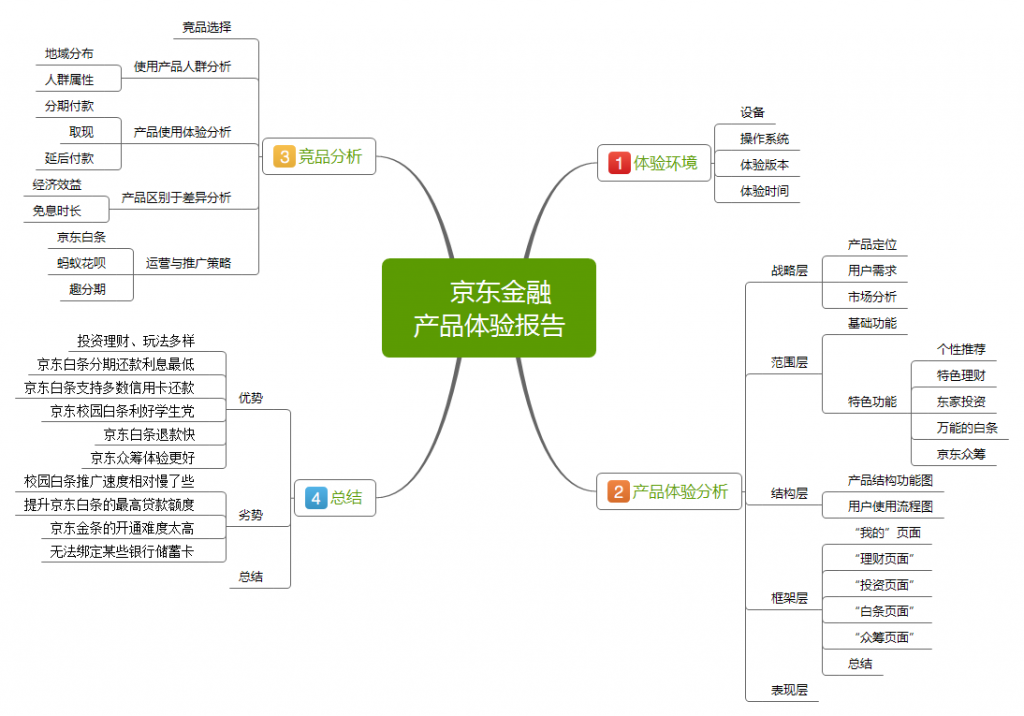 京东金融
产品体验报告
1 体验环境
设备
操作系统
体验版本
体验时间
2 产品体验分析
战略层
产品定位
用户需求
市场分析
范围层
基础功能
特色功能
个性推荐
特色理财
东家投资
万能的白条
京东众筹
结构层
产品结构功能图
用户使用流程图
框架层
“我的”页面
“理财页面”
“投资页面”
“白条页面”
“众筹页面”
总结
表现层
3 竞品分析
竞品选择
使用产品人群分析
地域分布
人群属性
产品使用体验分析
分期付款
取现
延后付款
产品区别于差异分析
经济效益
免息时长
运营与推广策略
京东白条
蚂蚁花呗
趣分期
4 总结
优势
投资理财、玩法多样
京东白条分期还款利息最低
京东白条支持多数信用卡还款
京东校园白条利好学生党
京东白条退款快
京东众筹体验更好
劣势
校园白条推广速度相对慢了些
提升京东白条的最高贷款额度
京东金条的开通难度太高
无法绑定某些银行储蓄卡
总结